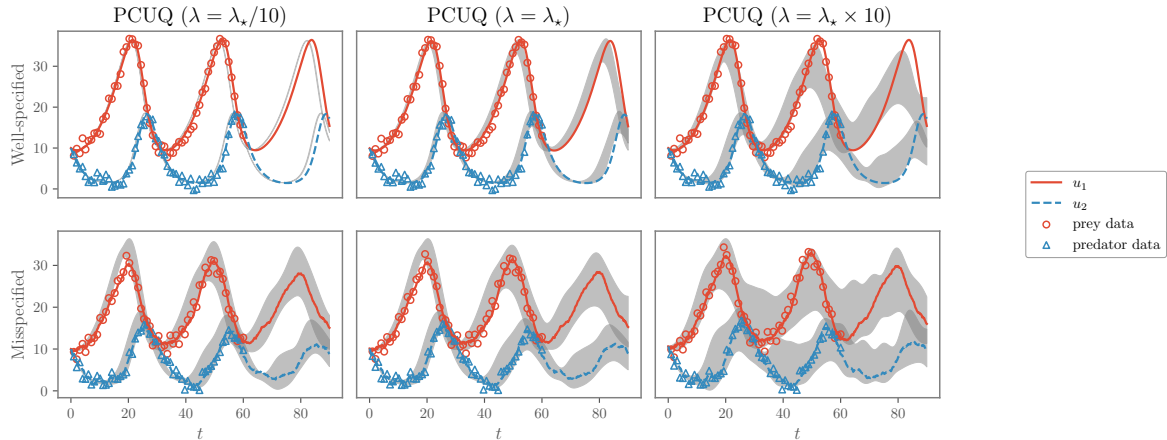 PCUQ (λ = λ⋆/10)
PCUQ (λ = λ⋆)
PCUQ (λ = λ⋆ × 10)
Well-specified
30
20
10
0
Misspecified
30
20
10
0
0 20 40 60 80
0 20 40 60 80
0 20 40 60 80
t
t
t
u₁
u₂
prey data
predator data